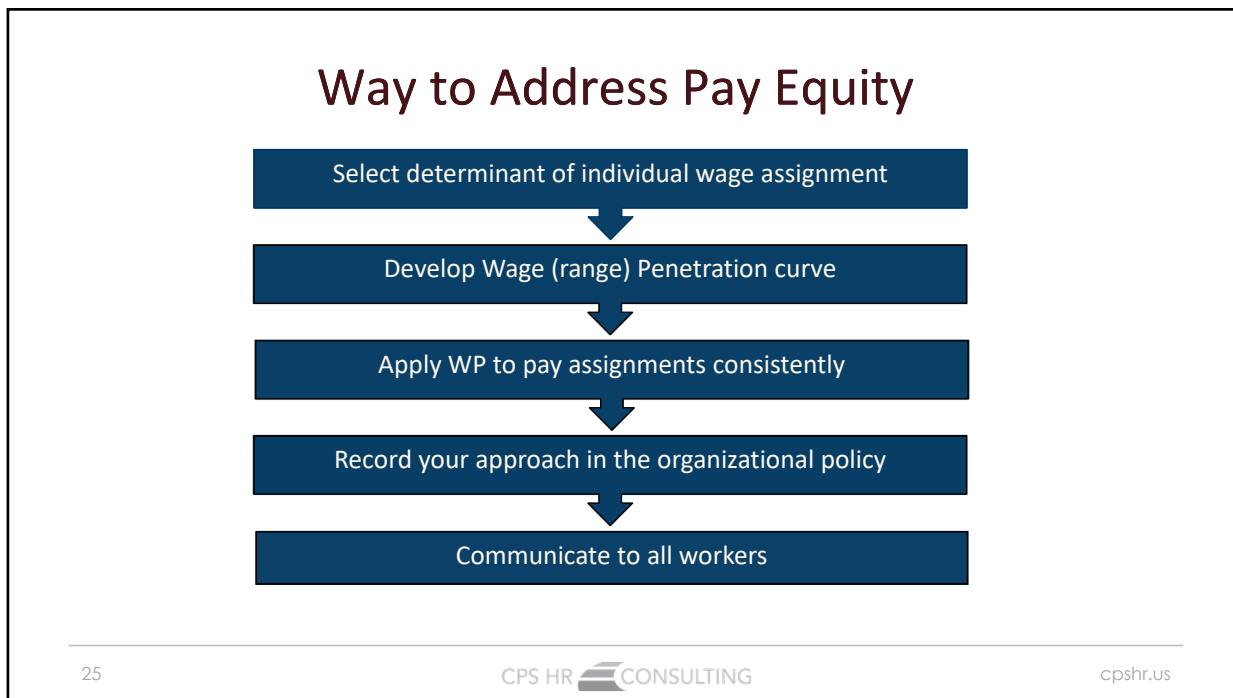 Way to Address Pay Equity
Select determinant of individual wage assignment
Develop Wage (range) Penetration curve
Apply WP to pay assignments consistently
Record your approach in the organizational policy
Communicate to all workers
25
CPS HR CONSULTING
cpshr.us